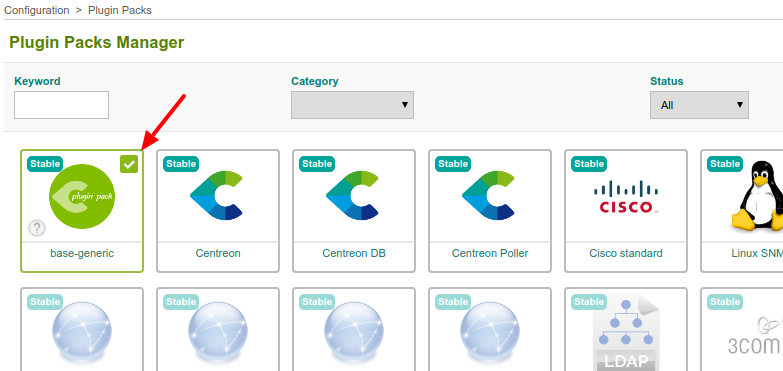 Configuration > Plugin Packs
Plugin Packs Manager
Keyword Category Status
All
Stable Stable Stable Stable Stable Stable
plugin pack
CISCO
?
base-generic Centreon Centreon DB Centreon Poller Cisco standard Linux SNM
Stable Stable Stable Stable Stable Stable
3com
LDAP